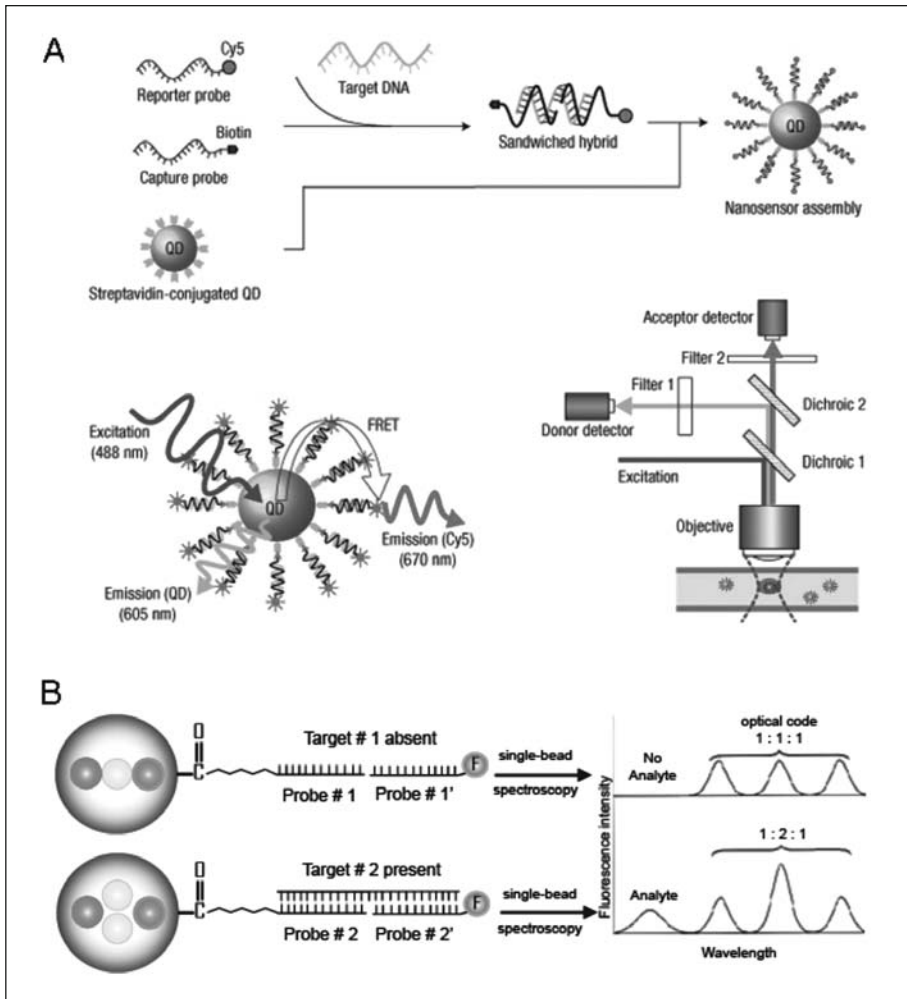 A
Cy5
Reporter probe
Target DNA
Biotin
Capture probe
Sandwiched hybrid
QD
Nanosensor assembly
QD
Streptavidin-conjugated QD
Acceptor detector
Filter 2
Filter 1
Dichroic 2
Donor detector
Dichroic 1
Excitation
Objective
Excitation
(488 nm)
FRET
QD
Emission (Cy5)
(670 nm)
Emission (QD)
(605 nm)
B
O
C
Target # 1 absent
F
Probe # 1
Probe # 1'
single-bead
spectroscopy
optical code
1 : 1 : 1
No
Analyte
O
C
Target # 2 present
F
Probe # 2
Probe # 2'
single-bead
spectroscopy
1 : 2 : 1
Analyte
Fluorescence intensity
Wavelength